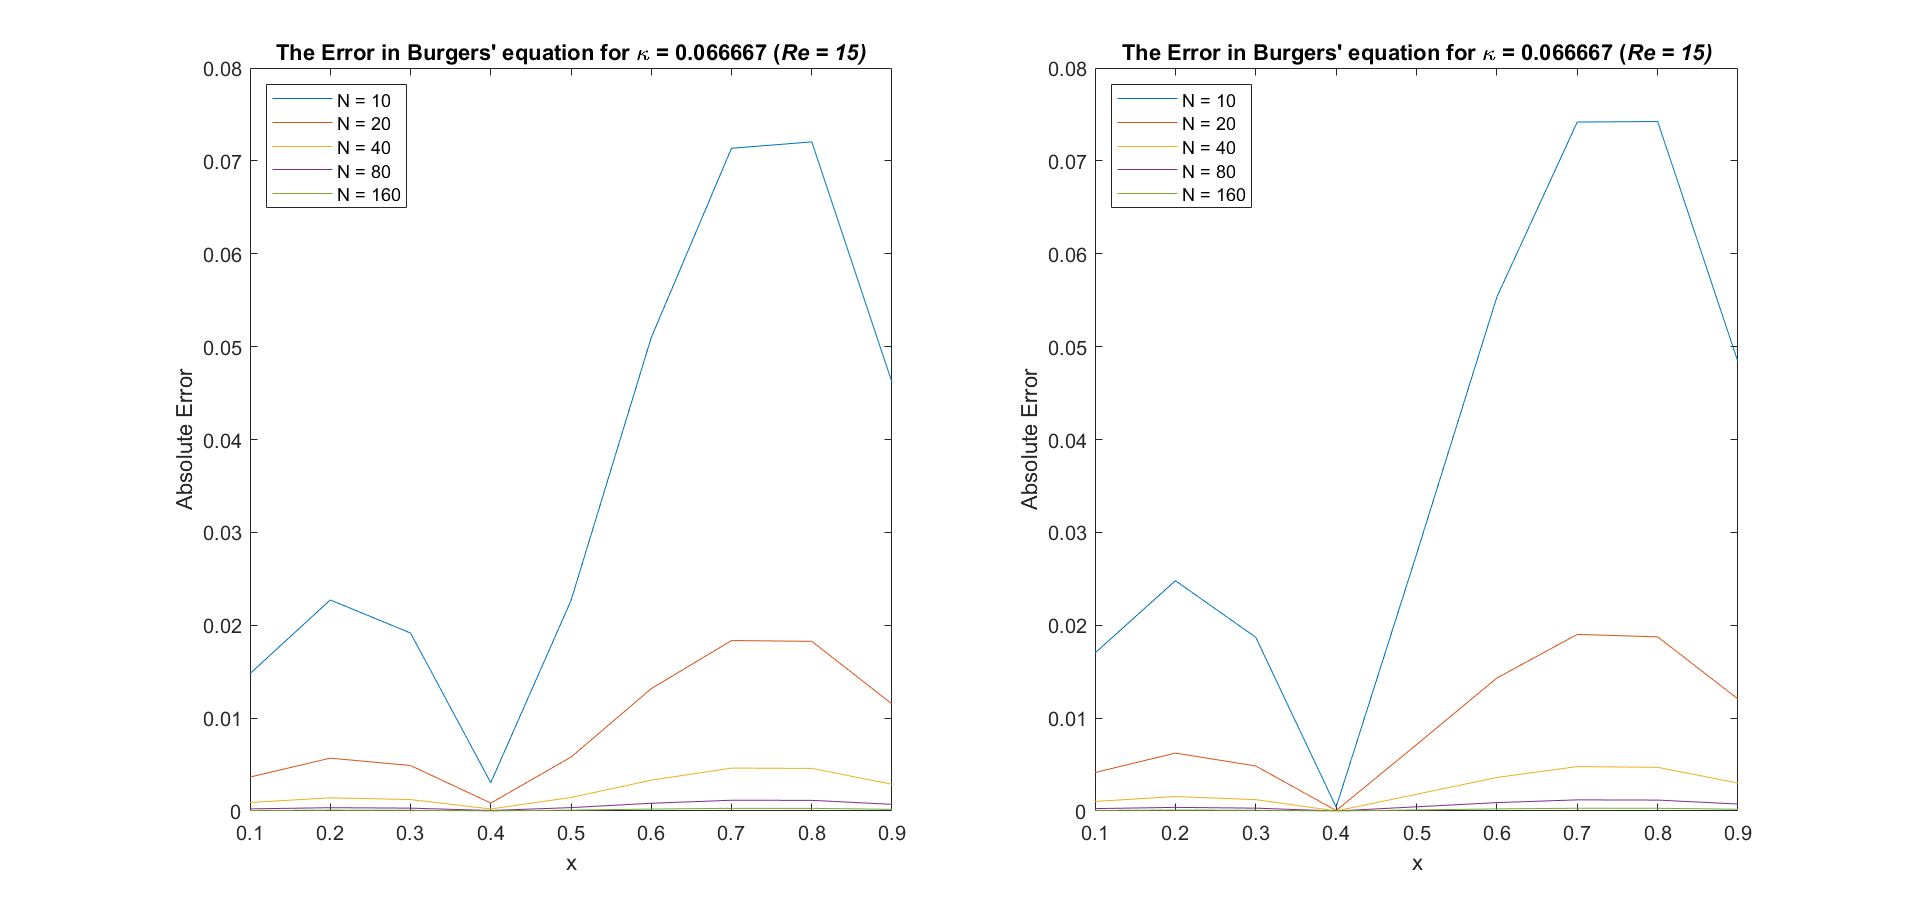 The Error in Burgers' equation for κ = 0.066667 (Re = 15)
0.08
0.07
0.06
0.05
0.04
0.03
0.02
0.01
0
Absolute Error
N = 10
N = 20
N = 40
N = 80
N = 160
0.1 0.2 0.3 0.4 0.5 0.6 0.7 0.8 0.9
x
The Error in Burgers' equation for κ = 0.066667 (Re = 15)
0.08
0.07
0.06
0.05
0.04
0.03
0.02
0.01
0
Absolute Error
N = 10
N = 20
N = 40
N = 80
N = 160
0.1 0.2 0.3 0.4 0.5 0.6 0.7 0.8 0.9
x